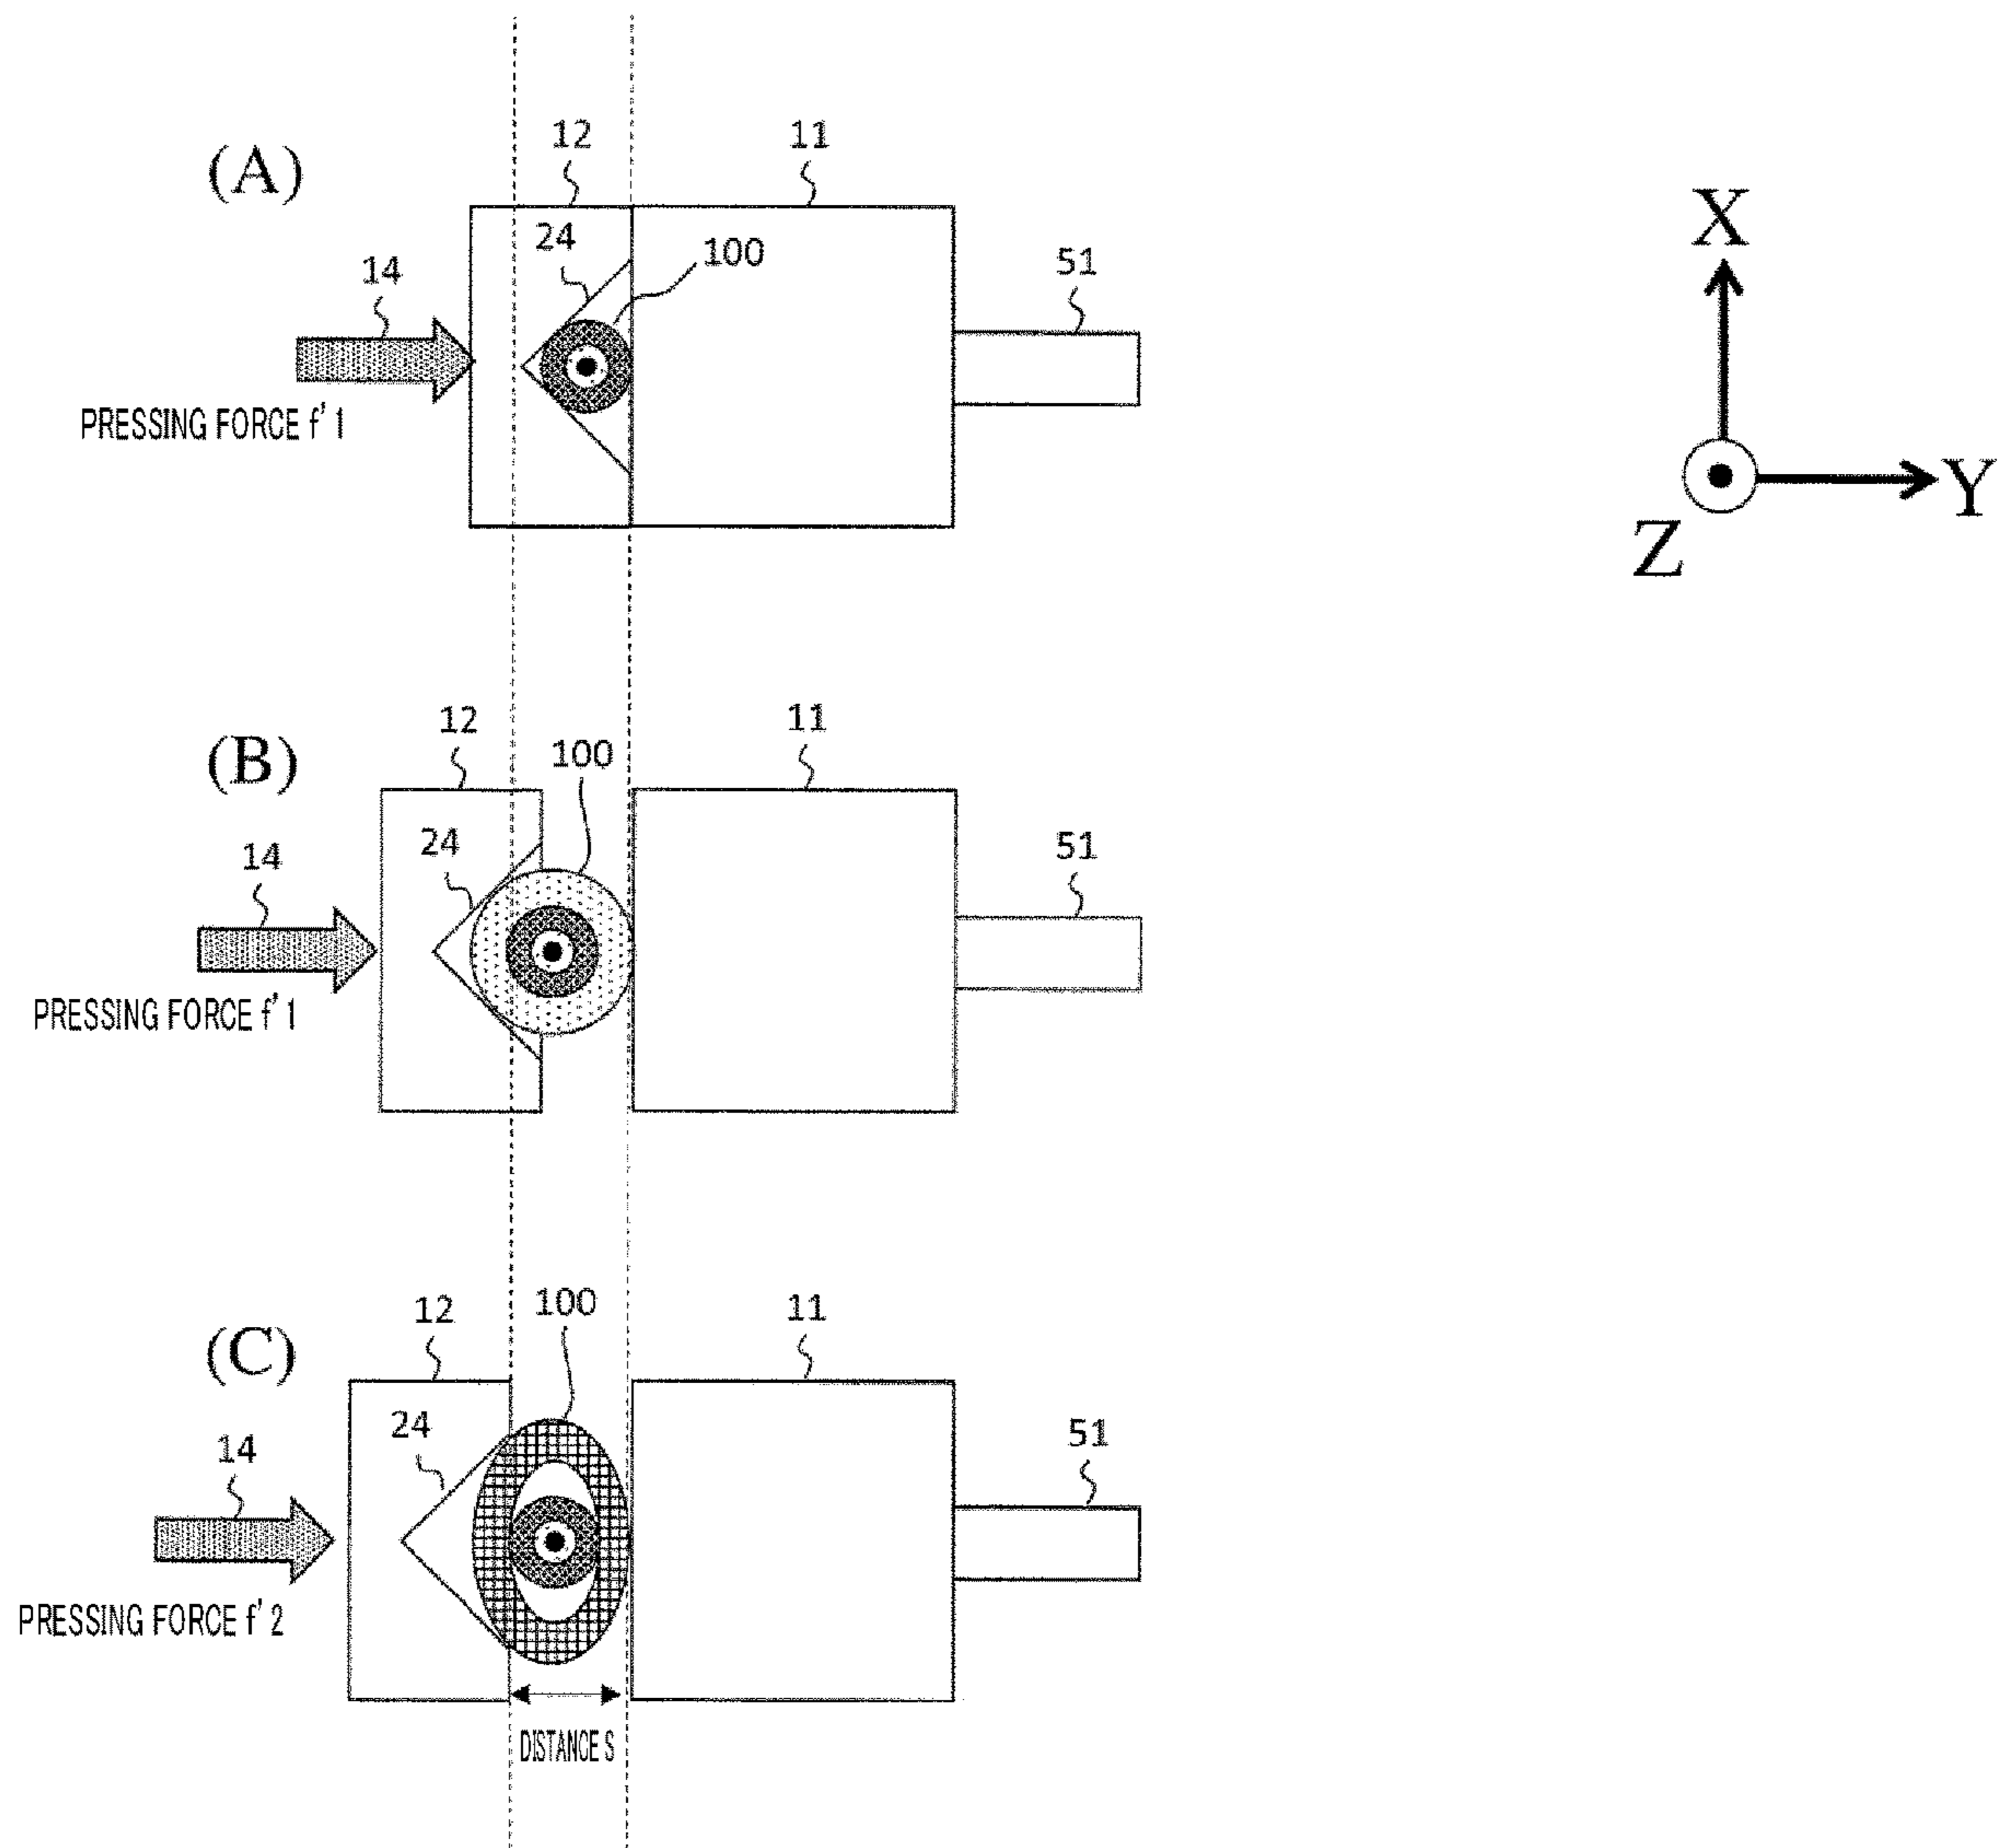 (A)
12
11
24
100
14
51
PRESSING FORCE f'1
X
Y
Z
(B)
12
100
11
24
14
51
PRESSING FORCE f'1
(C)
12
100
11
24
14
51
PRESSING FORCE f'2
DISTANCE S